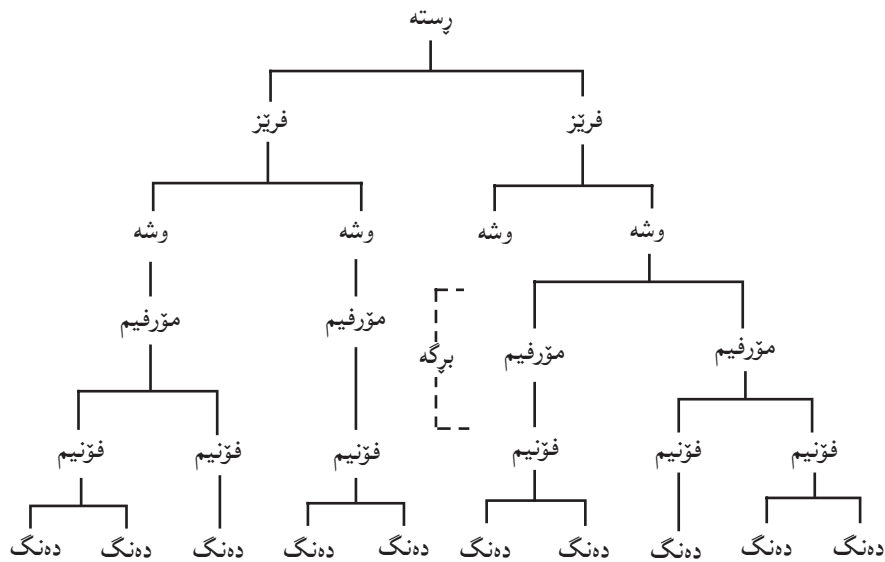 ڕستە
فرێز فرێز
وشە وشە وشە وشە
مۆرفیم مۆرفیم مۆرفیم مۆرفیم
بڕگە
فۆنیم فۆنیم فۆنیم فۆنیم فۆنیم فۆنیم
دەنگ دەنگ دەنگ دەنگ دەنگ دەنگ دەنگ دەنگ دەنگ دەنگ